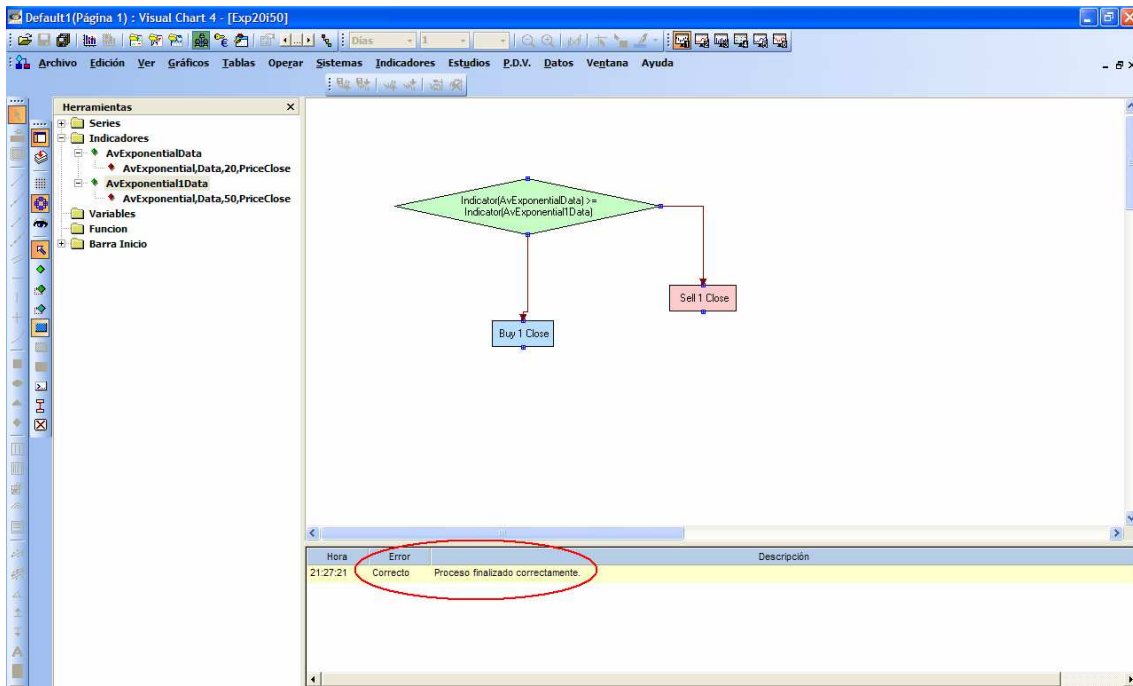 Default1(Página 1) : Visual Chart 4 - [Exp20i50]
Días 1
Archivo Edición Ver Gráficos Tablas Operar Sistemas Indicadores Estudios P.D.V. Datos Ventana Ayuda
Herramientas
Series
Indicadores
AvExponentialData
AvExponential,Data,20,PriceClose
AvExponential1Data
AvExponential,Data,50,PriceClose
Variables
Funcion
Barra Inicio
Indicator(AvExponentialData) >=
Indicator(AvExponential1Data)
Sell 1 Close
Buy 1 Close
Hora Error Descripción
21:27:21 Correcto Proceso finalizado correctamente.